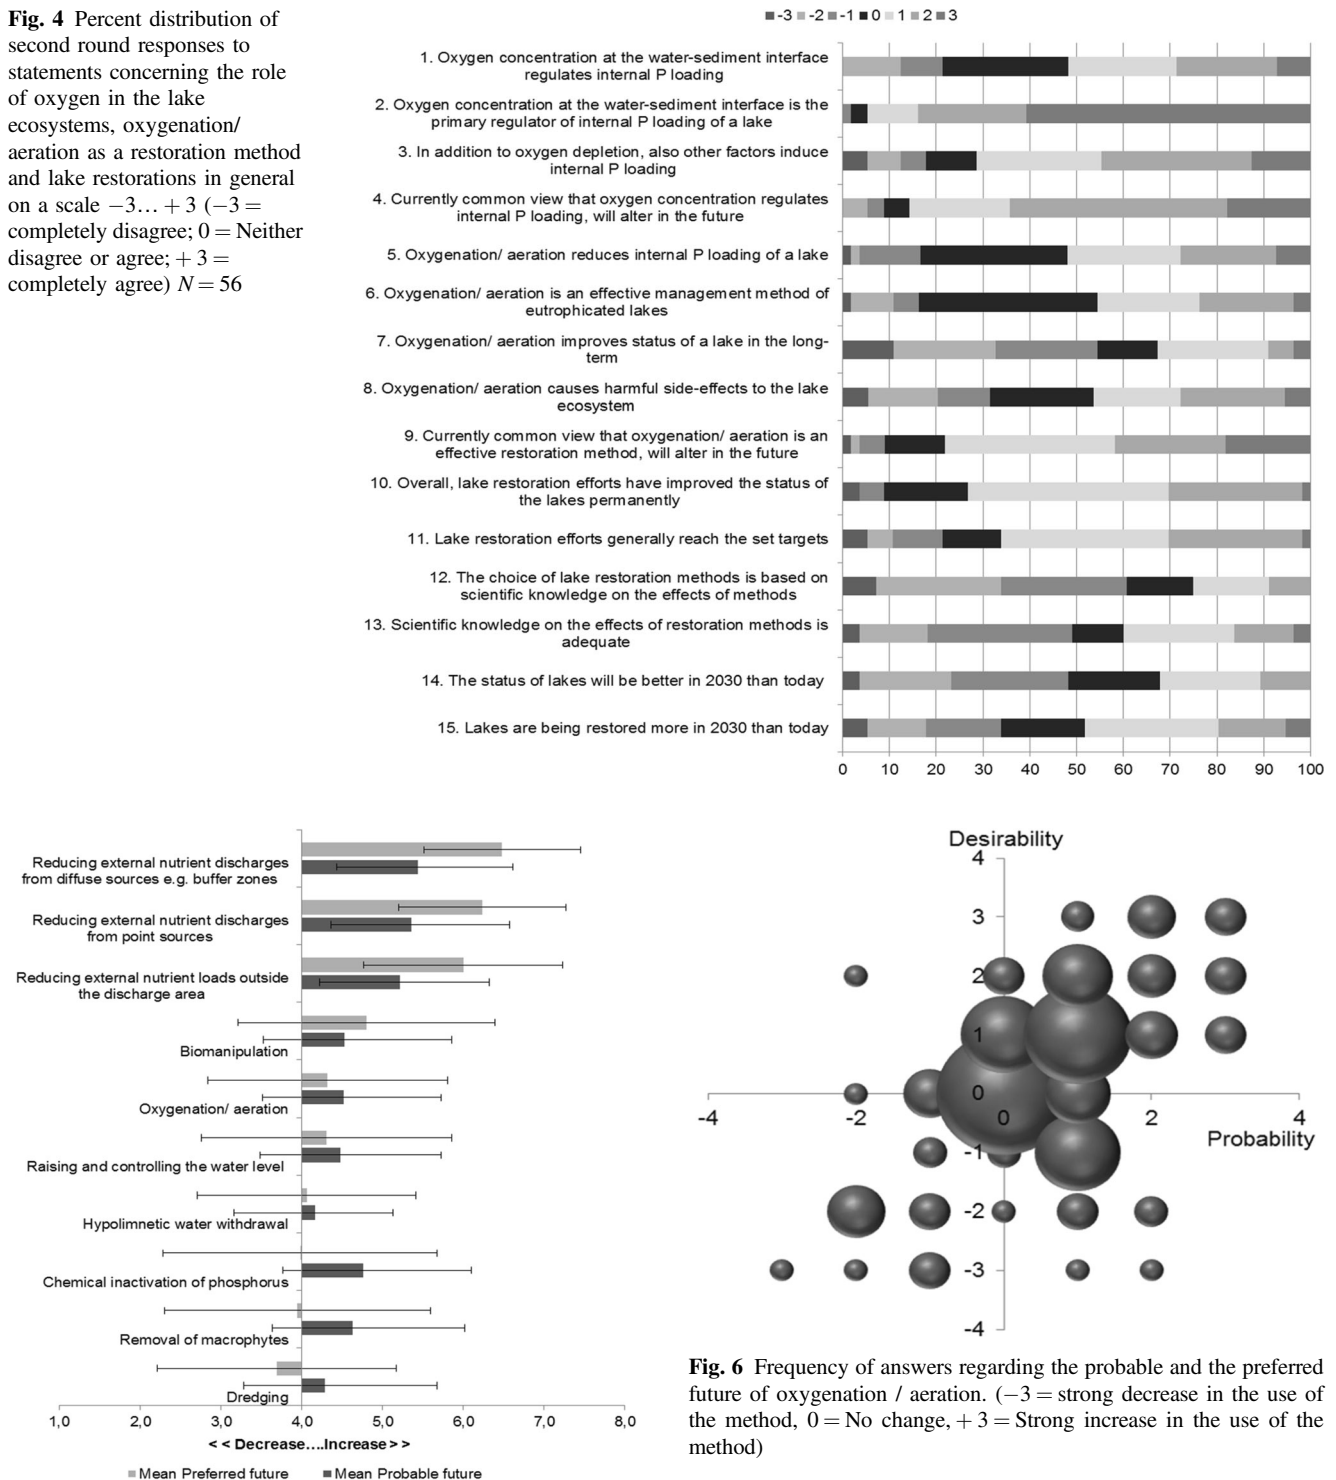 Fig. 4 Percent distribution of
second round responses to
statements concerning the role
of oxygen in the lake
ecosystems, oxygenation/
aeration as a restoration method
and lake restorations in general
on a scale −3… + 3 (−3 =
completely disagree; 0 = Neither
disagree or agree; + 3 =
completely agree) N = 56
-3 -2 -1 0 1 2 3
1. Oxygen concentration at the water-sediment interface
regulates internal P loading
2. Oxygen concentration at the water-sediment interface is the
primary regulator of internal P loading of a lake
3. In addition to oxygen depletion, also other factors induce
internal P loading
4. Currently common view that oxygen concentration regulates
internal P loading, will alter in the future
5. Oxygenation/ aeration reduces internal P loading of a lake
6. Oxygenation/ aeration is an effective management method of
eutrophicated lakes
7. Oxygenation/ aeration improves status of a lake in the long-
term
8. Oxygenation/ aeration causes harmful side-effects to the lake
ecosystem
9. Currently common view that oxygenation/ aeration is an
effective restoration method, will alter in the future
10. Overall, lake restoration efforts have improved the status of
the lakes permanently
11. Lake restoration efforts generally reach the set targets
12. The choice of lake restoration methods is based on
scientific knowledge on the effects of methods
13. Scientific knowledge on the effects of restoration methods is
adequate
14. The status of lakes will be better in 2030 than today
15. Lakes are being restored more in 2030 than today
0 10 20 30 40 50 60 70 80 90 100
Reducing external nutrient discharges
from diffuse sources e.g. buffer zones
Reducing external nutrient discharges
from point sources
Reducing external nutrient loads outside
the discharge area
Biomanipulation
Oxygenation/ aeration
Raising and controlling the water level
Hypolimnetic water withdrawal
Chemical inactivation of phosphorus
Removal of macrophytes
Dredging
1,0 2,0 3,0 4,0 5,0 6,0 7,0 8,0
< < Decrease....Increase > >
Mean Preferred future Mean Probable future
Desirability
4
3
2
1
0
-4 -2 0 2 4
Probability
-1
-2
-3
-4
Fig. 6 Frequency of answers regarding the probable and the preferred
future of oxygenation / aeration. (−3 = strong decrease in the use of
the method, 0 = No change, + 3 = Strong increase in the use of the
method)